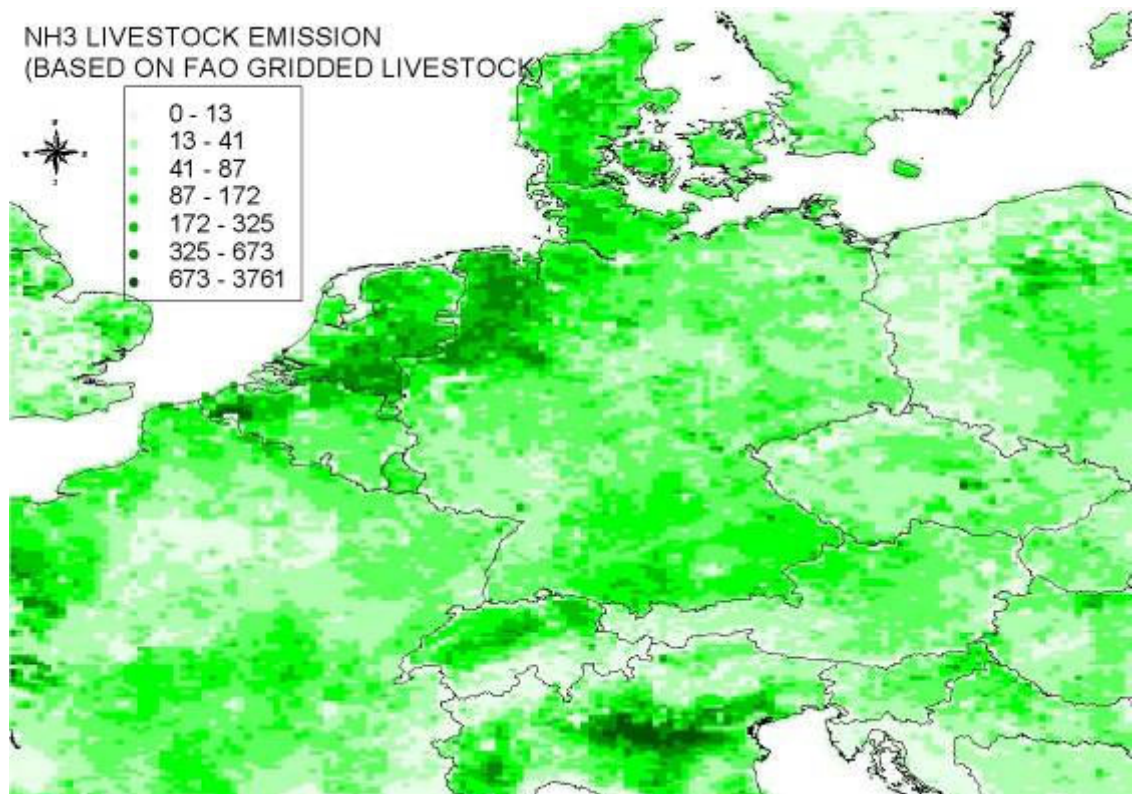 NH3 LIVESTOCK EMISSION
(BASED ON FAO GRIDDED LIVESTOCK)
0 - 13
13 - 41
41 - 87
87 - 172
172 - 325
325 - 673
673 - 3761